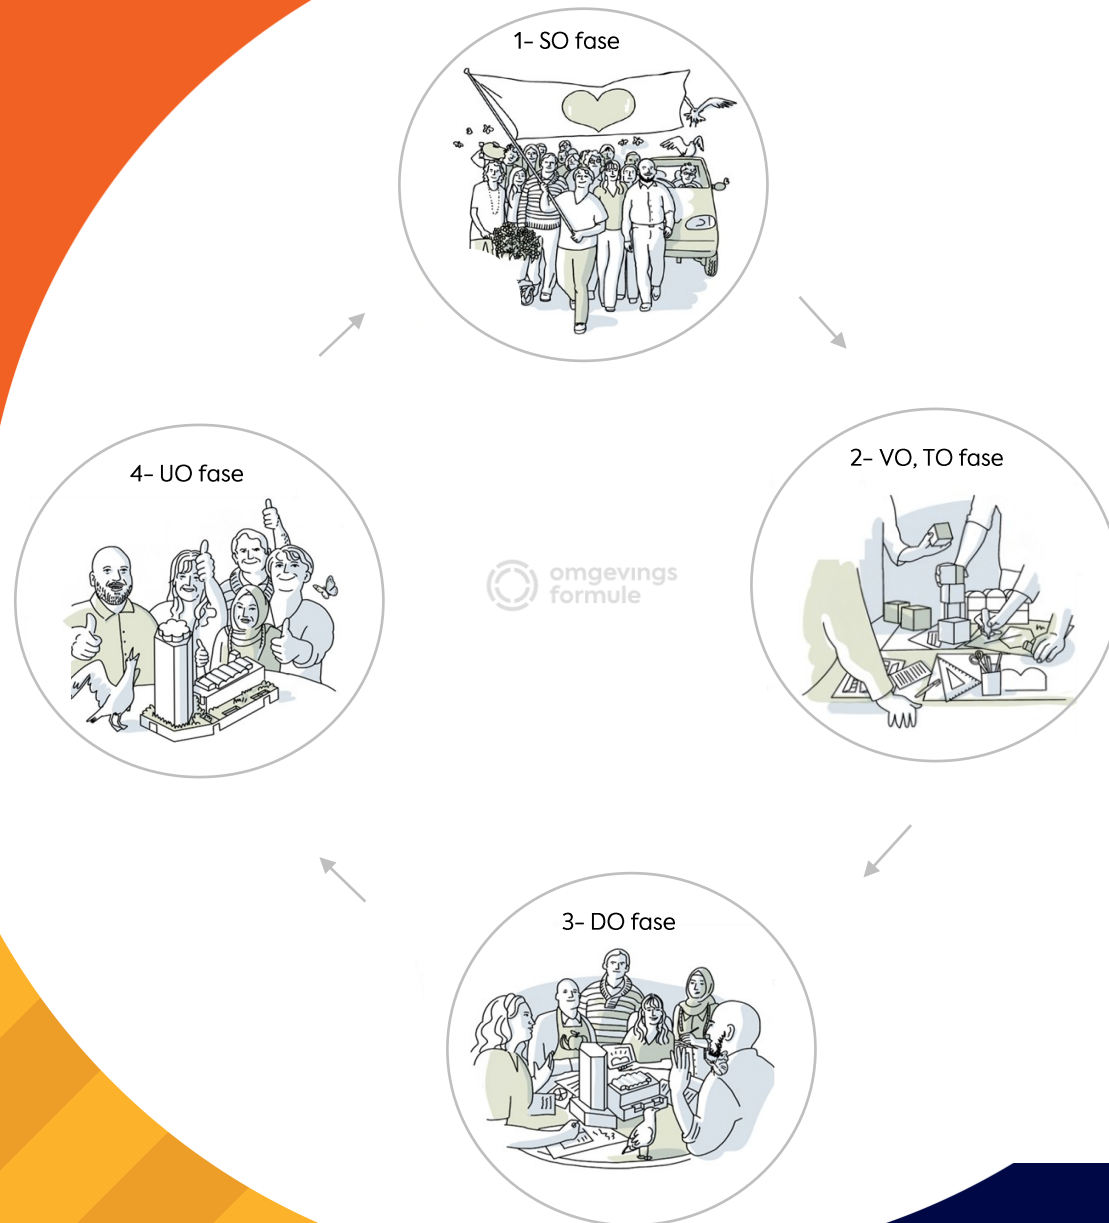 1- SO fase
2- VO, TO fase
3- DO fase
4- UO fase
omgevings
formule